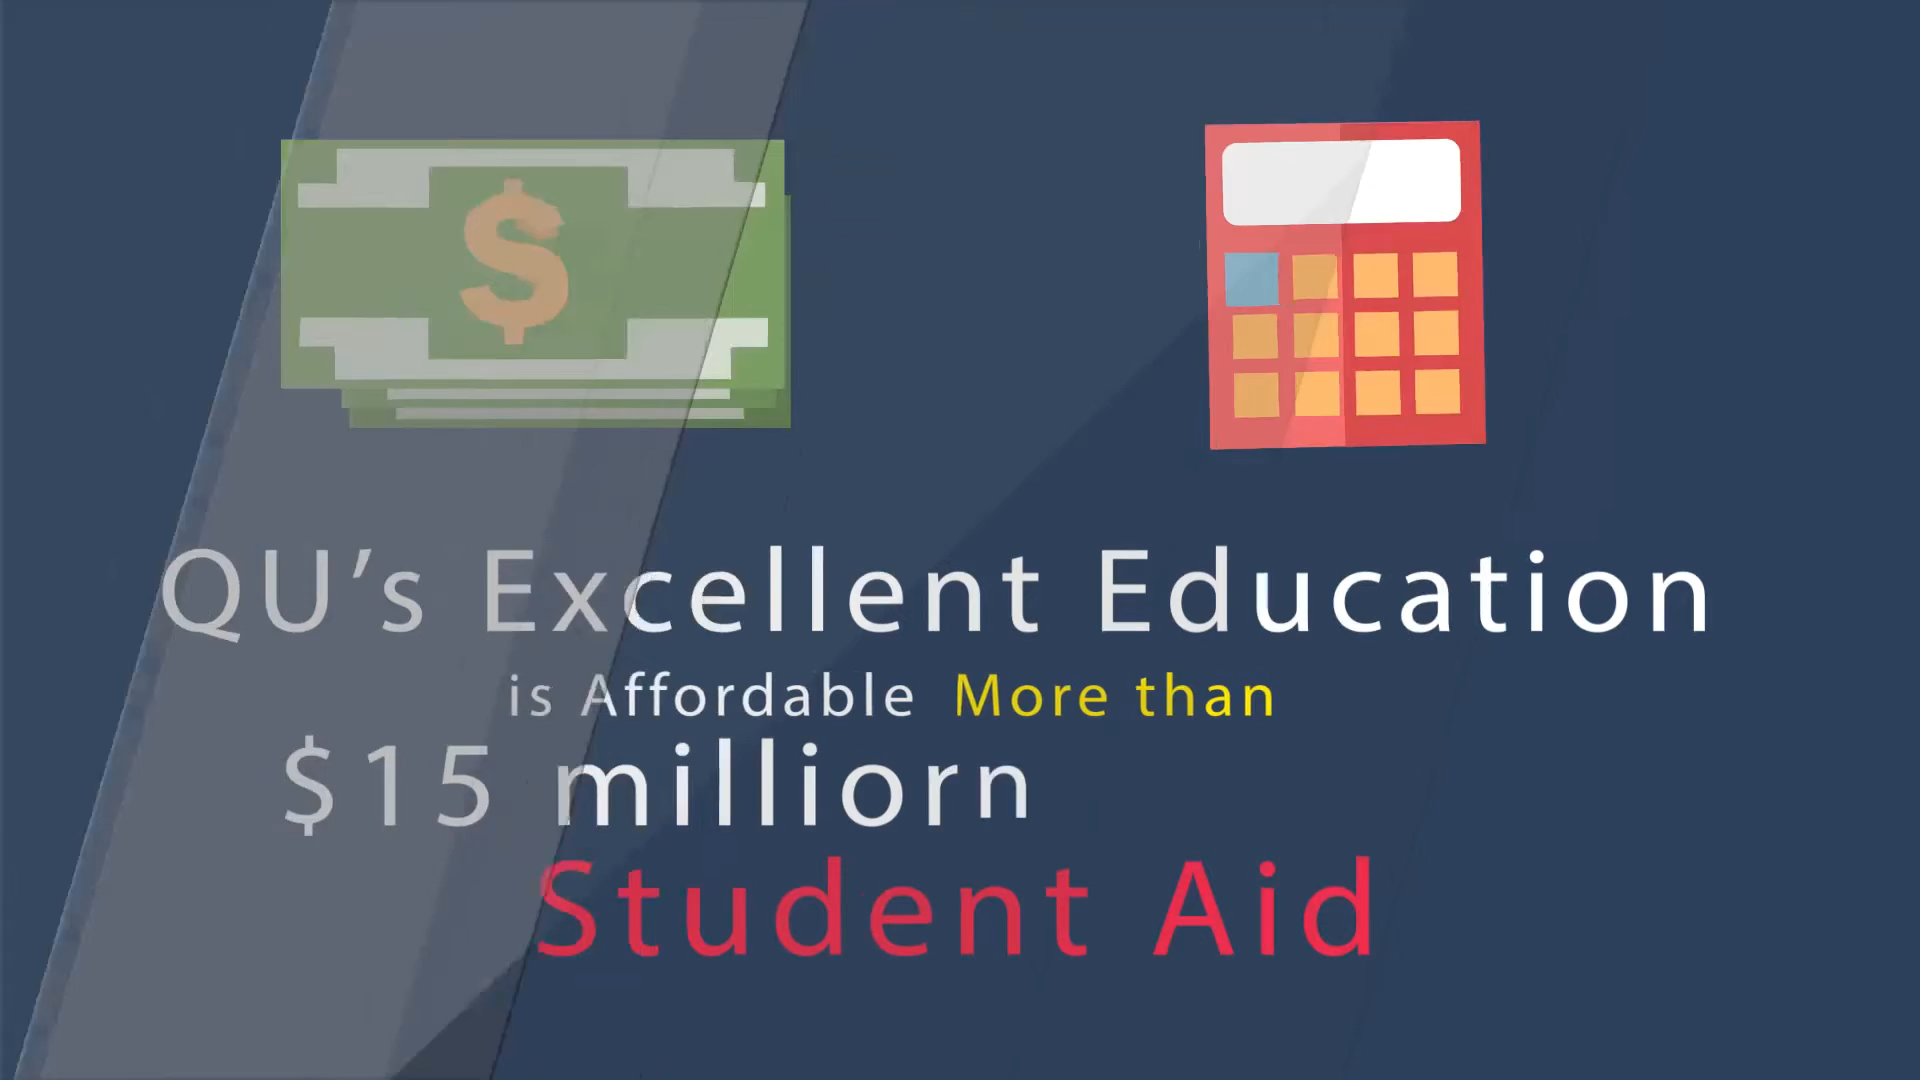 $
QU’s Excellent Education
is Affordable More than
$15 milliorn
Student Aid